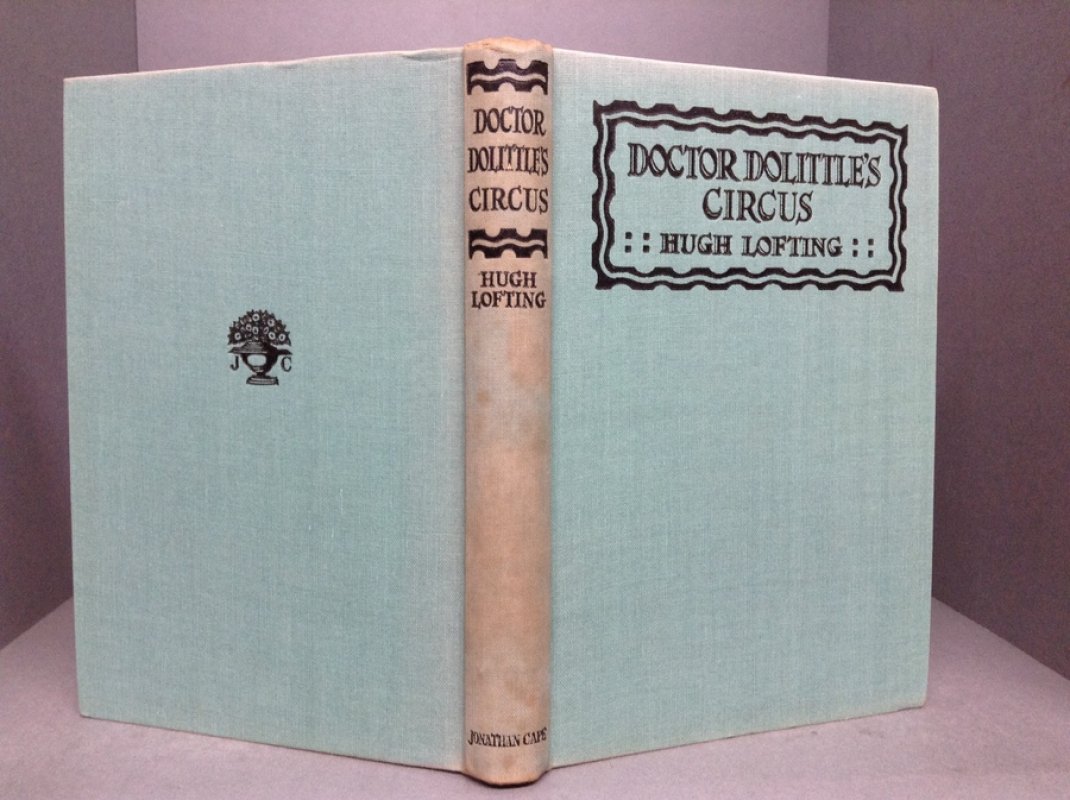 J C
DOCTOR
DOLITTLE'S
CIRCUS
HUGH
LOFTING
JONATHAN CAPE
DOCTOR DOLITTLE'S
CIRCUS
:: HUGH LOFTING ::